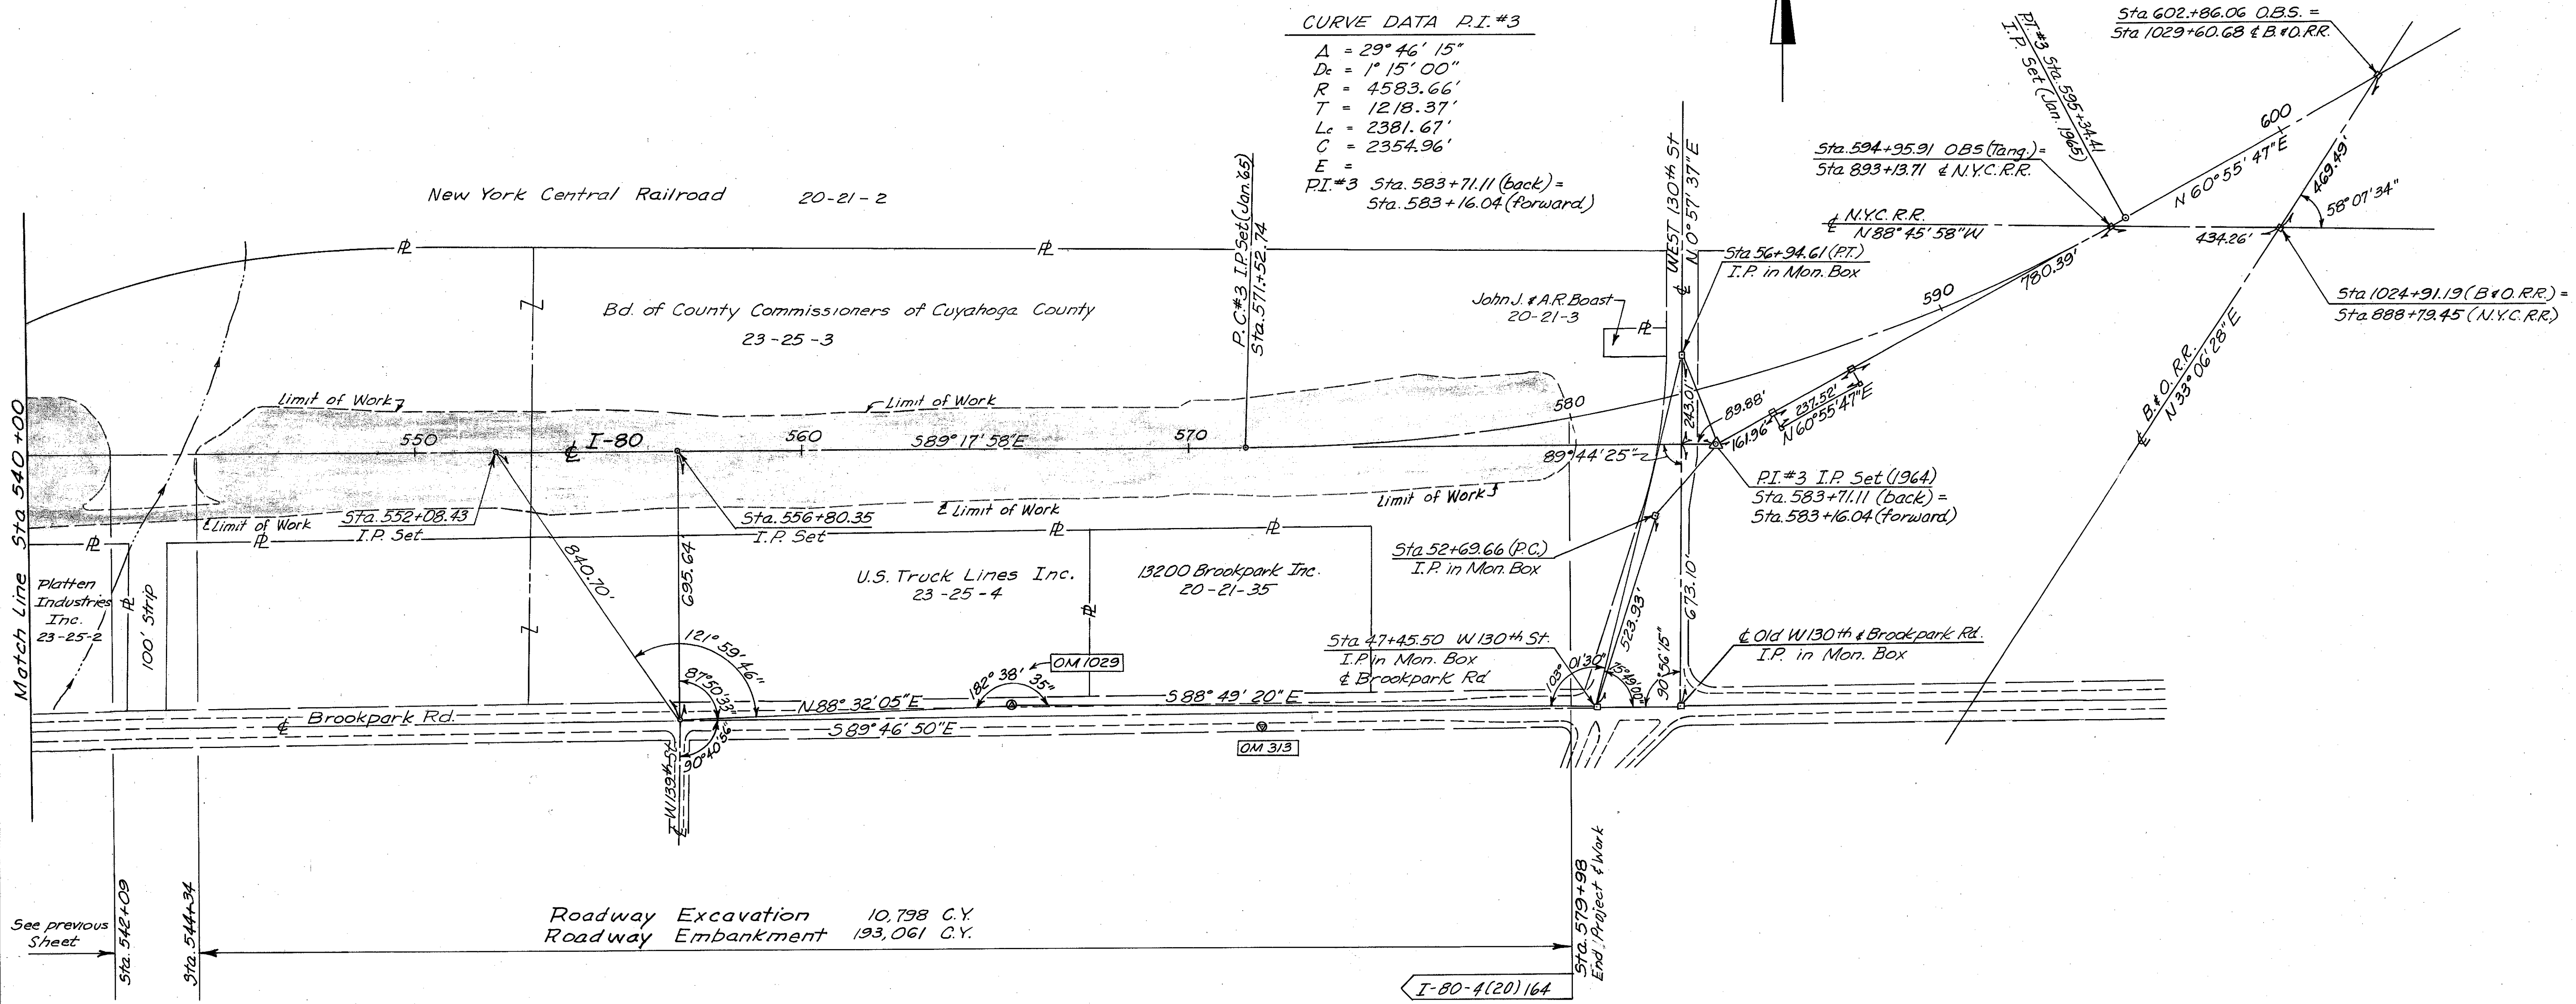 CURVE DATA P.I.#3
Δ = 29° 46' 15"
Dc = 1° 15' 00"
R = 4583.66'
T = 1218.37'
Lc = 2381.67'
C = 2354.96'
E =
P.I.#3 Sta. 583+71.11 (back) =
Sta. 583+16.04 (forward)
Sta 602+86.06 O.B.S. =
Sta 1029+60.68 ℄ B.&O.RR.
P.I.#3 Sta. 595+34.41
I.P. Set (Jan. 1965)
600
N 60° 55' 47" E
469.49'
58° 07' 34"
Sta. 594+95.91 OBS (Tang.) =
Sta 893+13.71 ℄ N.Y.C. R.R.
℄ N.Y.C. R.R.
N 88° 45' 58" W
434.26'
Sta 1024+91.19 (B&O.RR.) =
Sta 888+79.45 (N.Y.C. R.R.)
780.39'
590
B.&O. R.R.
℄ N 33° 06' 28" E
New York Central Railroad 20-21-2
℄ WEST 130th St
N 0° 57' 37" E
Sta 56+94.61 (P.T.)
I.P. in Mon. Box
John J. & A.R. Boast
20-21-3
P.C.#3 I.P. Set (Jan. 65)
Sta. 571+52.74
Bd. of County Commissioners of Cuyahoga County
23-25-3
Limit of Work
Limit of Work
550
℄ I-80
560
S89° 17' 58"E
570
580
243.01'
89.88'
161.96'
237.52'
N 60° 55' 47" E
89° 44' 25"
P.I.#3 I.P. Set (1964)
Sta. 583+71.11 (back) =
Sta. 583+16.04 (forward)
Match Line Sta 540+00
Limit of Work
Sta. 552+08.43
I.P. Set
Sta. 556+80.35
I.P. Set
Limit of Work
Limit of Work
Sta 52+69.66 (P.C.)
I.P. in Mon. Box
Platten
Industries
Inc.
23-25-2
100' Strip
840.70'
695.64'
U.S. Truck Lines Inc.
23-25-4
13200 Brookpark Inc.
20-21-35
523.93'
673.10'
Sta 47+45.50 W 130th St.
I.P. in Mon. Box
℄ Brookpark Rd
℄ Old W 130th & Brookpark Rd.
I.P. in Mon. Box
121° 59' 46"
87° 50' 33"
90° 40' 56"
OM 1029
182° 38' 35"
103° 01' 30"
75° 49' 00"
90° 56' 15"
℄ Brookpark Rd.
N88° 32' 05"E
S88° 49' 20"E
S89° 46' 50"E
OM 313
℄ W 139th St
See previous
Sheet
Sta. 542+09
Sta. 544+34
Roadway Excavation 10,798 C.Y.
Roadway Embankment 193,061 C.Y.
Sta. 579+98
End Project & Work
I-80-4(20)164